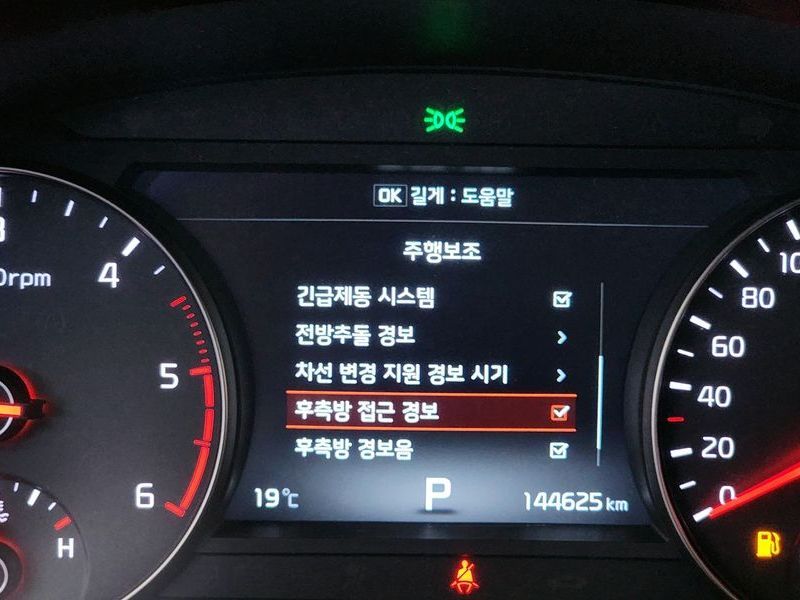 OK 길게 : 도움말
주행보조
긴급제동 시스템
전방추돌 경보
차선 변경 지원 경보 시기
후측방 접근 경보
후측방 경보음
19℃
P
144625 km
rpm
4
5
6
H
100
80
60
40
20
0